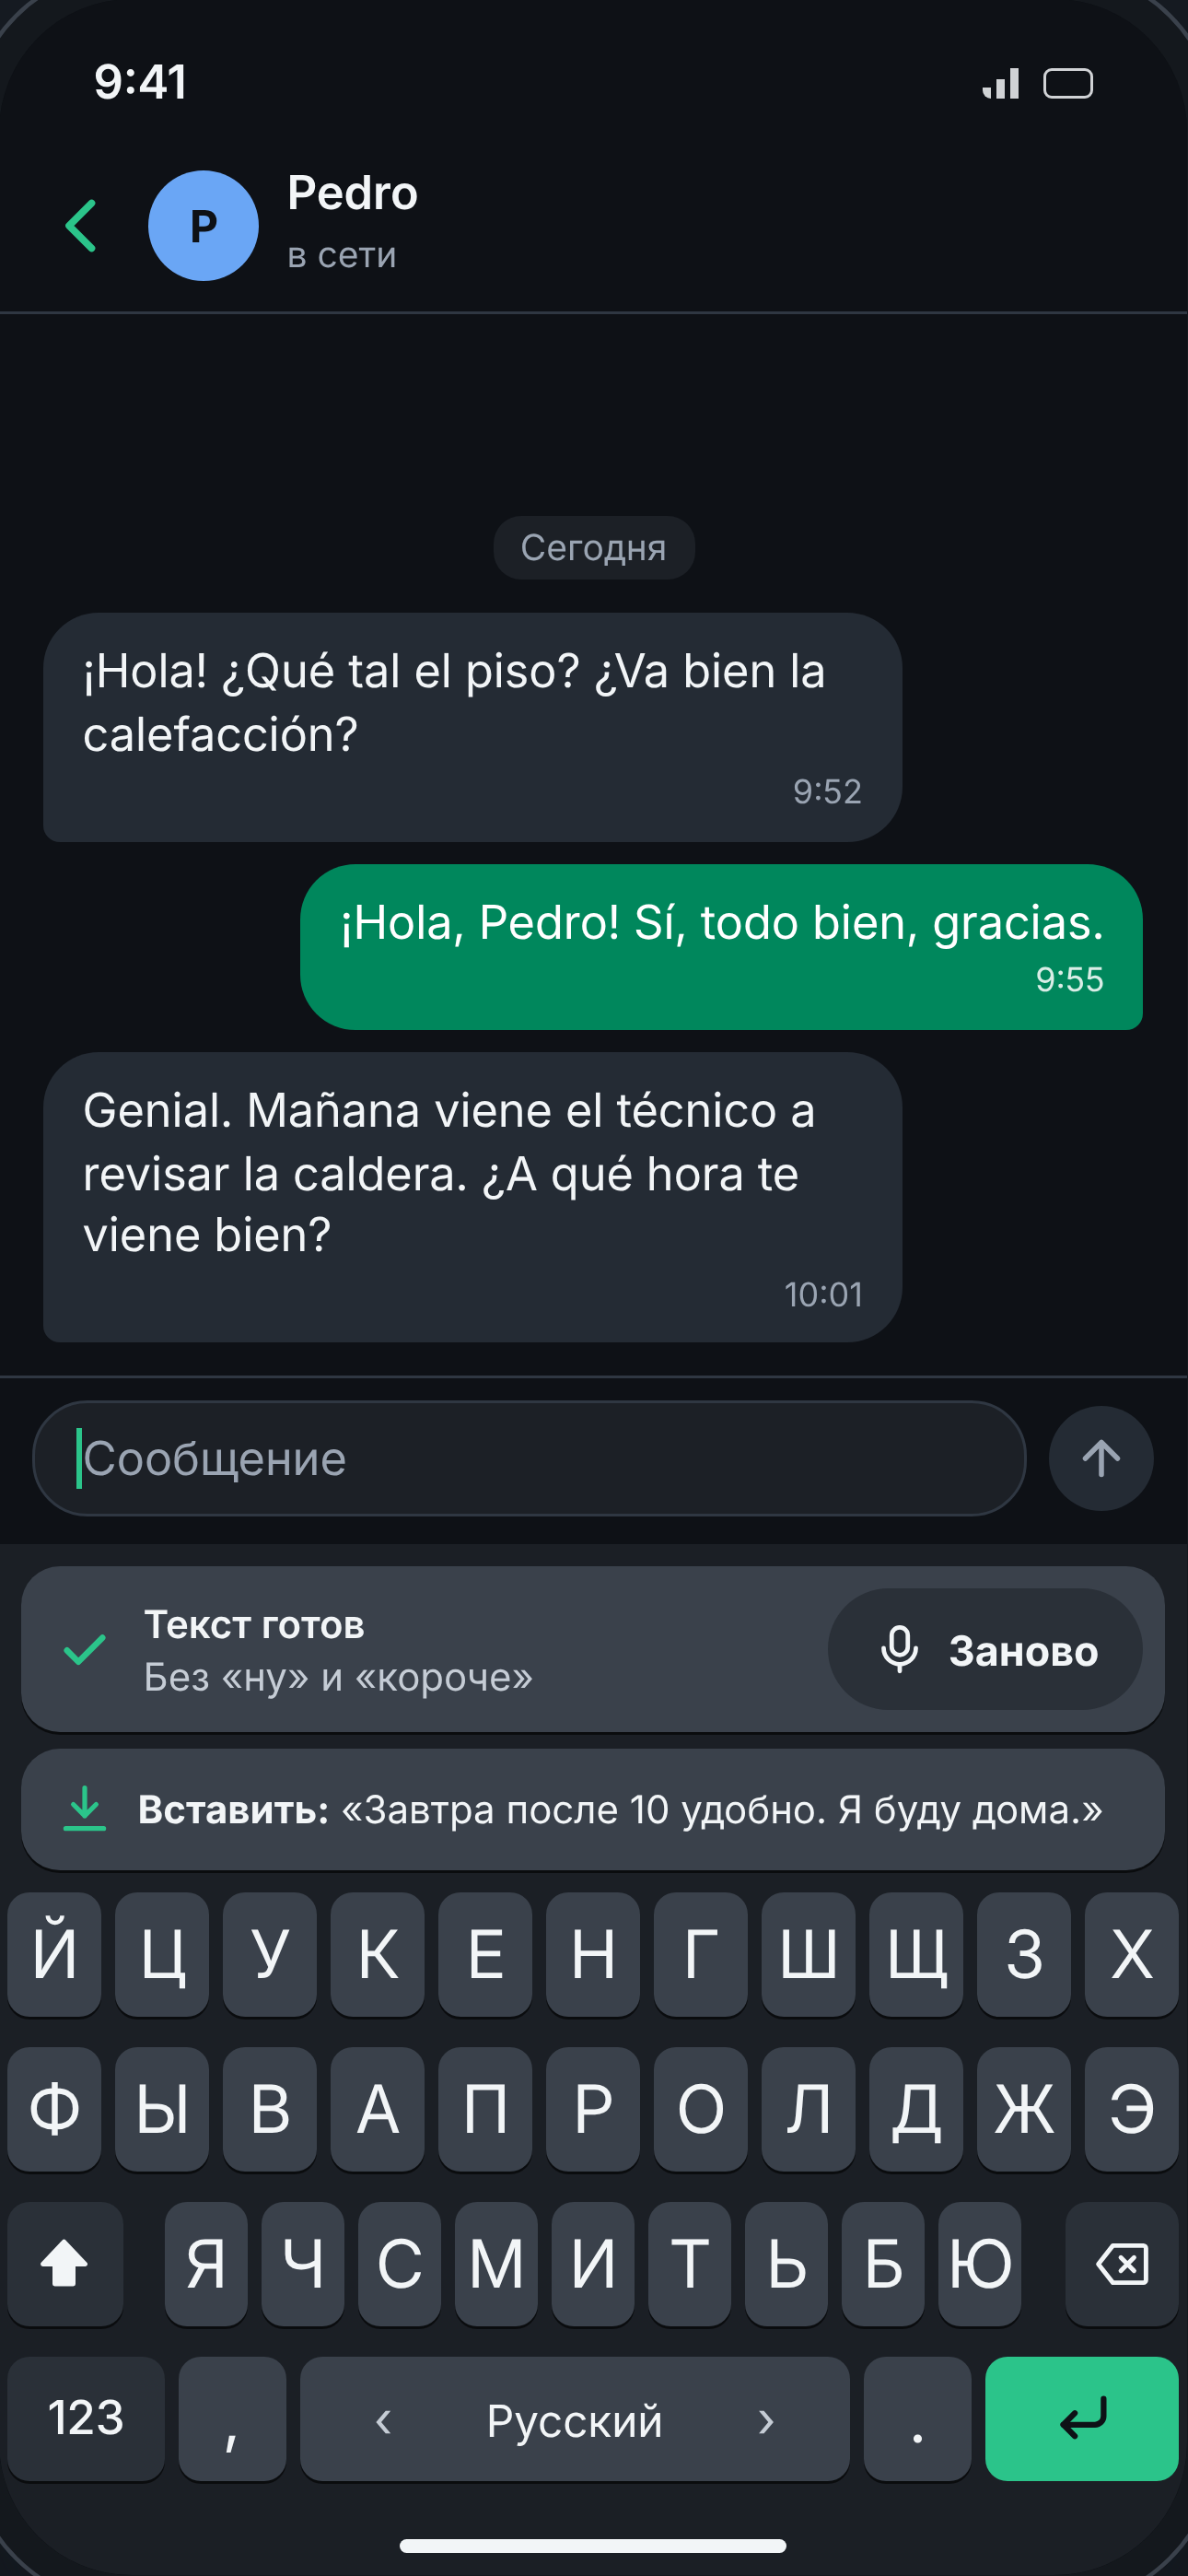 9:41
P
Pedro
в сети
Сегодня
¡Hola! ¿Qué tal el piso? ¿Va bien la
calefacción?
9:52
¡Hola, Pedro! Sí, todo bien, gracias.
9:55
Genial. Mañana viene el técnico a
revisar la caldera. ¿A qué hora te
viene bien?
10:01
Сообщение
Текст готов
Без «ну» и «короче»
Заново
Вставить: «Завтра после 10 удобно. Я буду дома.»
Й Ц У К Е Н Г Ш Щ З Х
Ф Ы В А П Р О Л Д Ж Э
Я Ч С М И Т Ь Б Ю
123 , ‹ Русский › .